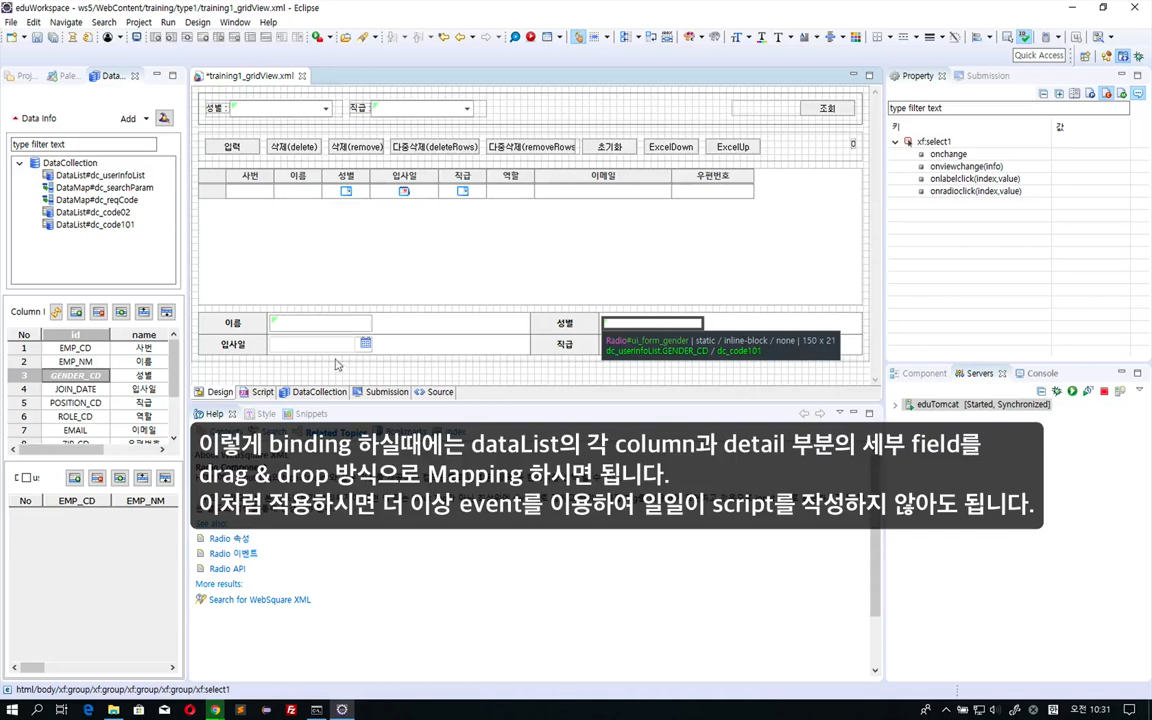 eduWorkspace - ws5/WebContent/training/type1/training1_gridView.xml - Eclipse
File Edit Navigate Search Project Run Design Window Help
Quick Access
Proj... Pale... Data...
*training1_gridView.xml
Property Submission
Data Info Add
type filter text
DataCollection
DataList#dc_userInfoList
DataMap#dc_searchParam
DataMap#dc_reqCode
DataList#dc_code02
DataList#dc_code101
성별 : 직급 : 조회
입력 삭제(delete) 삭제(remove) 다중삭제(deleteRows) 다중삭제(removeRows 초기화 ExcelDown ExcelUp 0
사번 이름 성별 입사일 직급 역할 이메일 우편번호
이름 성별
입사일 직급
Radio#ui_form_gender | static / inline-block / none | 150 x 21
dc_userInfoList.GENDER_CD / dc_code101
type filter text
키 값
xf:select1
onchange
onviewchange(info)
onlabelclick(index,value)
onradioclick(index,value)
Column I
No id name
1 EMP_CD 사번
2 EMP_NM 이름
3 GENDER_CD 성별
4 JOIN_DATE 입사일
5 POSITION_CD 직급
6 ROLE_CD 역할
7 EMAIL 이메일
No EMP_CD EMP_NM
Design Script DataCollection Submission Source
Help Style Snippets
Component Servers Console
eduTomcat [Started, Synchronized]
이렇게 binding 하실때에는 dataList의 각 column과 detail 부분의 세부 field를
drag & drop 방식으로 Mapping 하시면 됩니다.
이처럼 적용하시면 더 이상 event를 이용하여 일일이 script를 작성하지 않아도 됩니다.
See also:
Radio 속성
Radio 이벤트
Radio API
More results:
Search for WebSquare XML
html/body/xf:group/xf:group/xf:group/xf:group/xf:select1
오전 10:31